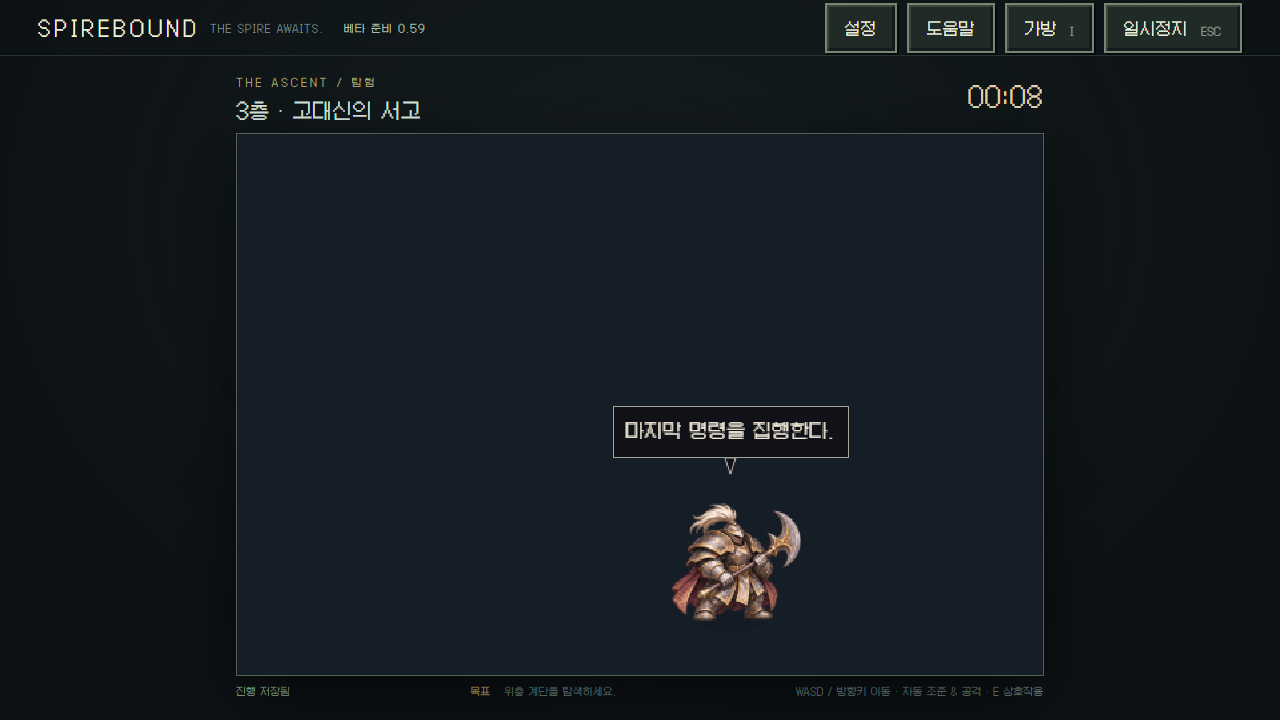 SPIREBOUND THE SPIRE AWAITS. 베타 준비 0.59 설정 도움말 가방 I 일시정지 ESC
THE ASCENT / 탐험
3층 · 고대신의 서고 00:08
마지막 명령을 집행한다.
진행 저장됨 목표 위층 계단을 탐색하세요. WASD / 방향키 이동 · 자동 조준 & 공격 · E 상호작용